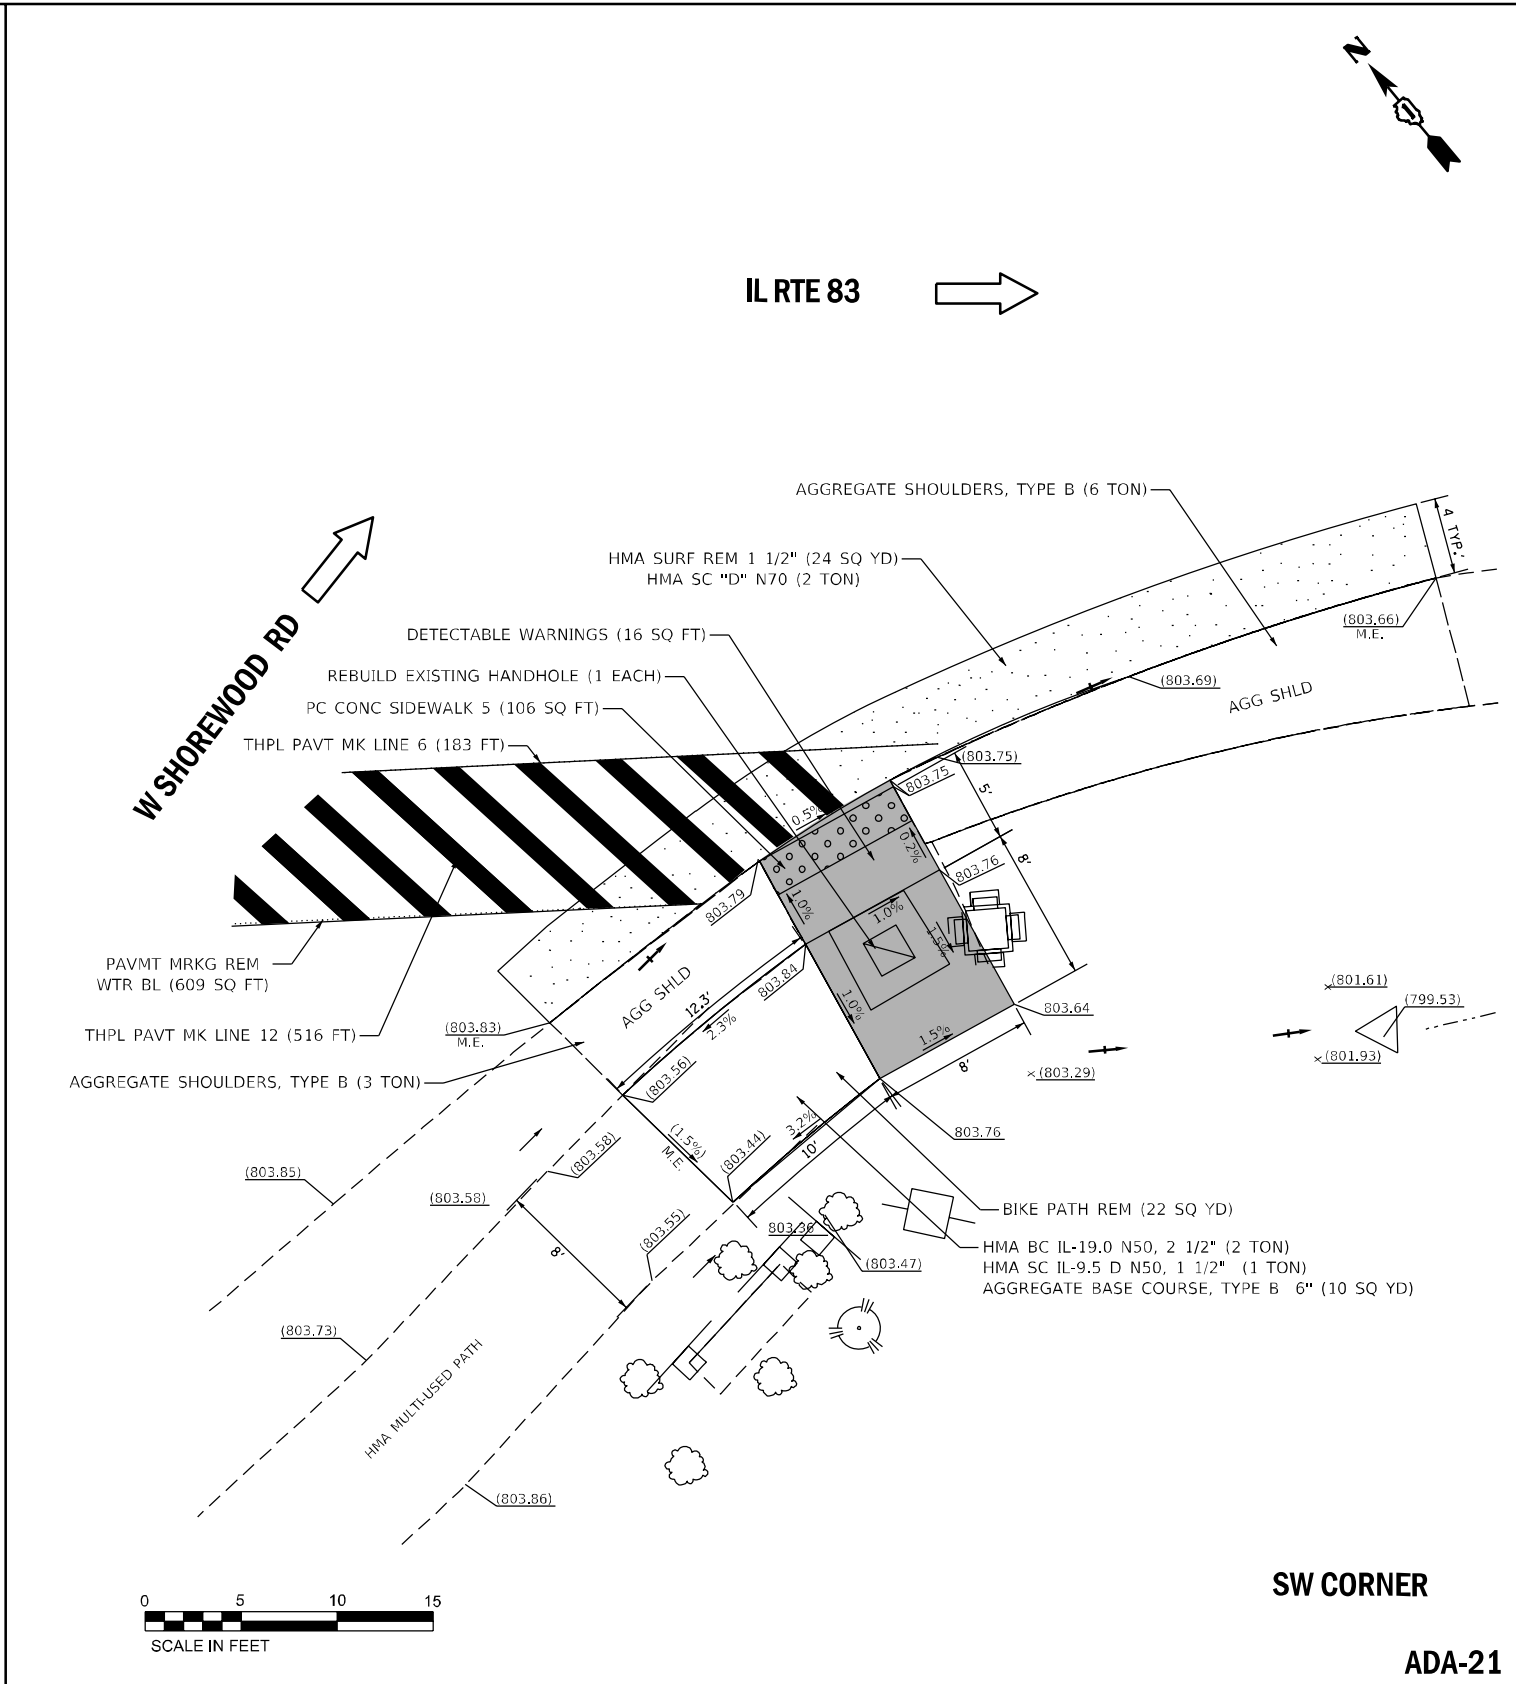 N
IL RTE 83
W SHOREWOOD RD
AGGREGATE SHOULDERS, TYPE B (6 TON)
4 TYP.'
HMA SURF REM 1 1/2" (24 SQ YD)
HMA SC "D" N70 (2 TON)
(803.66)
M.E.
DETECTABLE WARNINGS (16 SQ FT)
REBUILD EXISTING HANDHOLE (1 EACH)
(803.69)
AGG SHLD
PC CONC SIDEWALK 5 (106 SQ FT)
THPL PAVT MK LINE 6 (183 FT)
(803.75)
803.75
5'
0.5%
0.2%
8'
803.76
803.79
1.0%
1.0%
1.5%
PAVMT MRKG REM
WTR BL (609 SQ FT)
803.84
(801.61)
(799.53)
AGG SHLD
12.3'
2.3%
1.0%
803.64
1.5%
(803.83)
M.E.
THPL PAVT MK LINE 12 (516 FT)
(801.93)
AGGREGATE SHOULDERS, TYPE B (3 TON)
(803.56)
8'
(803.29)
3.2%
803.76
(1.5%)
M.E.
(803.44)
10'
(803.58)
(803.85)
(803.58)
BIKE PATH REM (22 SQ YD)
(803.55)
803.36
8'
(803.47)
HMA BC IL-19.0 N50, 2 1/2" (2 TON)
HMA SC IL-9.5 D N50, 1 1/2" (1 TON)
AGGREGATE BASE COURSE, TYPE B 6" (10 SQ YD)
(803.73)
HMA MULTI-USED PATH
(803.86)
SW CORNER
0 5 10 15
SCALE IN FEET
ADA-21